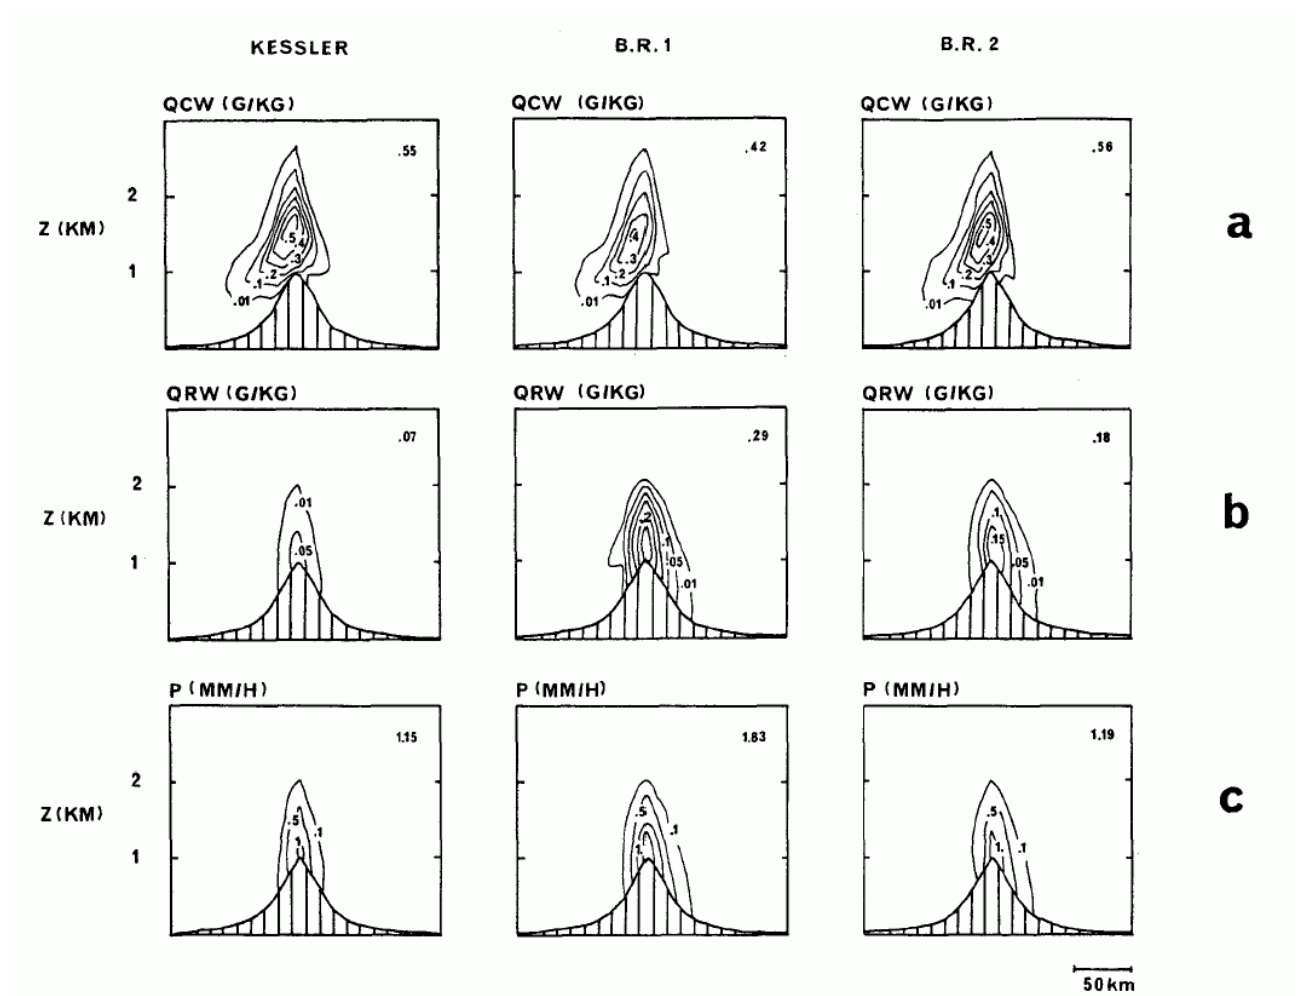 KESSLER B.R. 1 B.R. 2
QCW (G/KG) QCW (G/KG) QCW (G/KG)
.55 .42 .56
2
Z (KM)
1
.5 .4 .3 .2 .1 .01
.4 .3 .2 .1 .01
.5 .4 .3 .2 .1 .01
a
QRW (G/KG) QRW (G/KG) QRW (G/KG)
.07 .29 .18
2
Z (KM)
1
.01 .05
.2 .1 .05 .01
.1 .15 .05 .01
b
P (MM/H) P (MM/H) P (MM/H)
1.15 1.83 1.19
2
Z (KM)
1
.5 .1 1.
.5 .1 1.
.5 1. .1
c
50 km